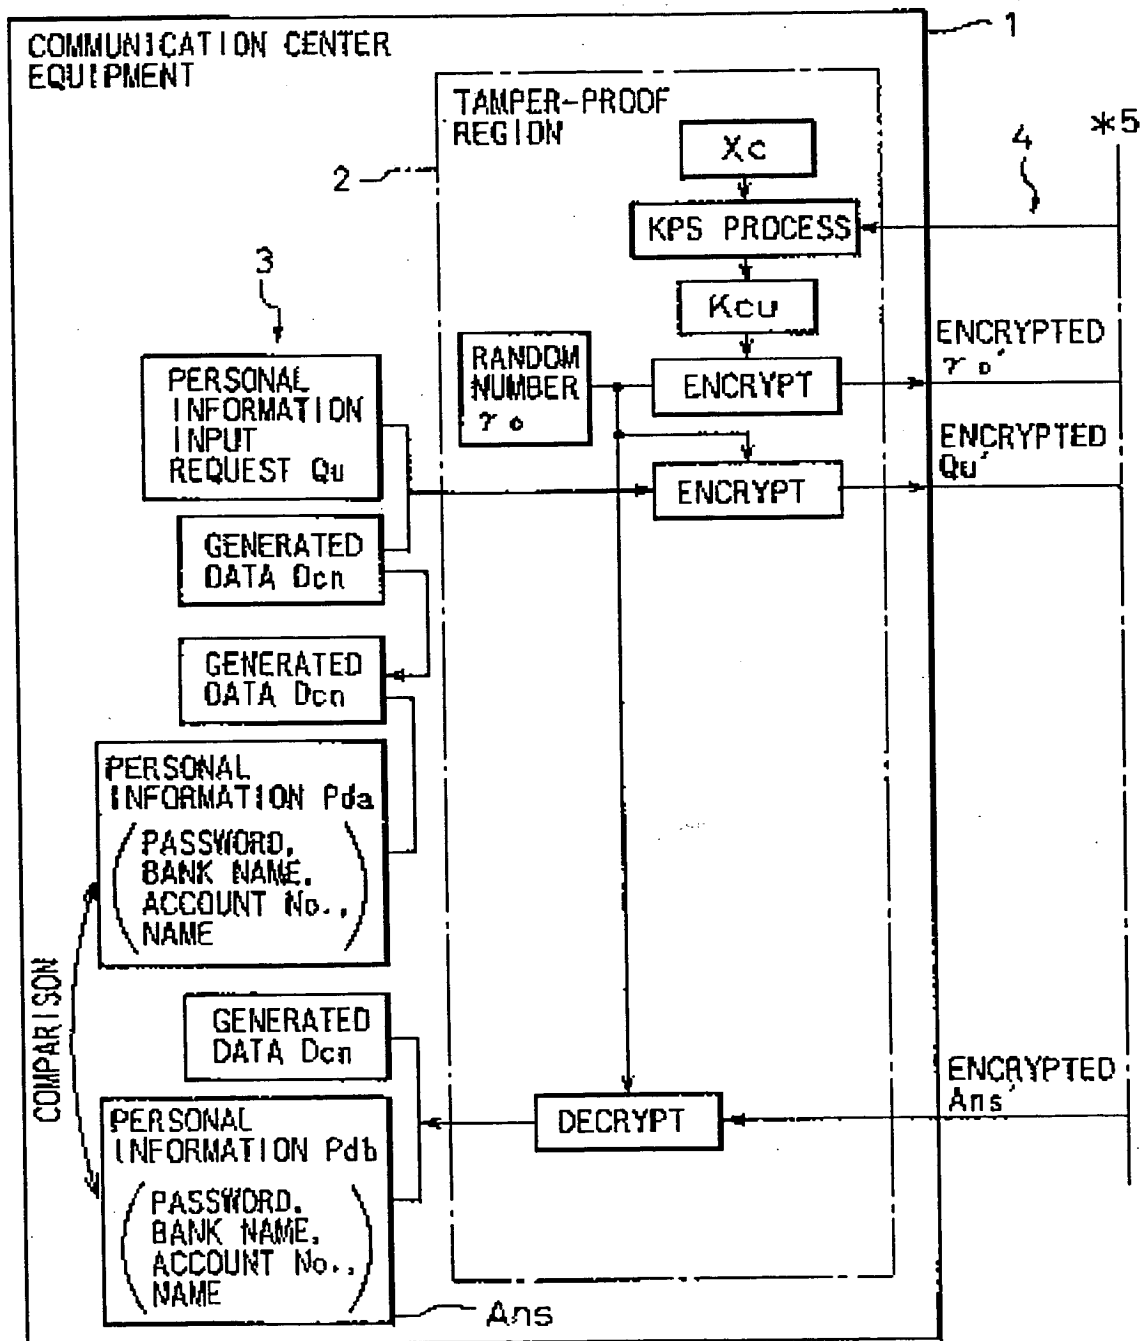 COMMUNICATION CENTER
EQUIPMENT
1
TAMPER-PROOF
REGION
2
Xc
*5
4
KPS PROCESS
3
Kcu
ENCRYPTED
γo'
RANDOM
NUMBER
γo
ENCRYPT
PERSONAL
INFORMATION
INPUT
REQUEST Qu
ENCRYPTED
Qu'
ENCRYPT
GENERATED
DATA Dcn
GENERATED
DATA Dcn
PERSONAL
INFORMATION Pda
PASSWORD,
BANK NAME,
ACCOUNT No.,
NAME
COMPARISON
GENERATED
DATA Dcn
ENCRYPTED
Ans'
DECRYPT
PERSONAL
INFORMATION Pdb
PASSWORD,
BANK NAME,
ACCOUNT No.,
NAME
Ans